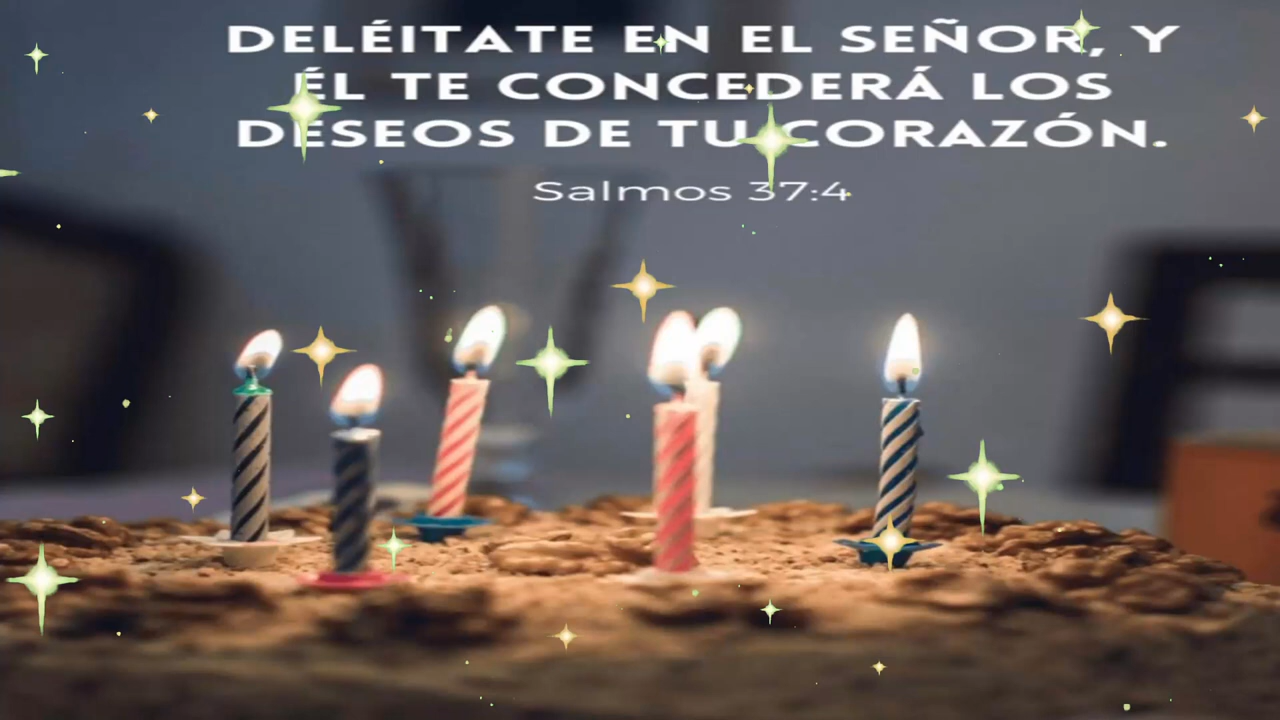 DELÉITATE EN EL SEÑOR, Y
ÉL TE CONCEDERÁ LOS
DESEOS DE TU CORAZÓN.
Salmos 37:4